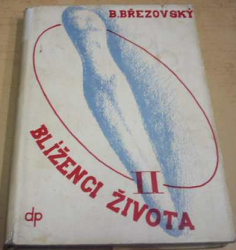 B.BŘEZOVSKÝ
II
BLÍŽENCI ŽIVOTA
dp